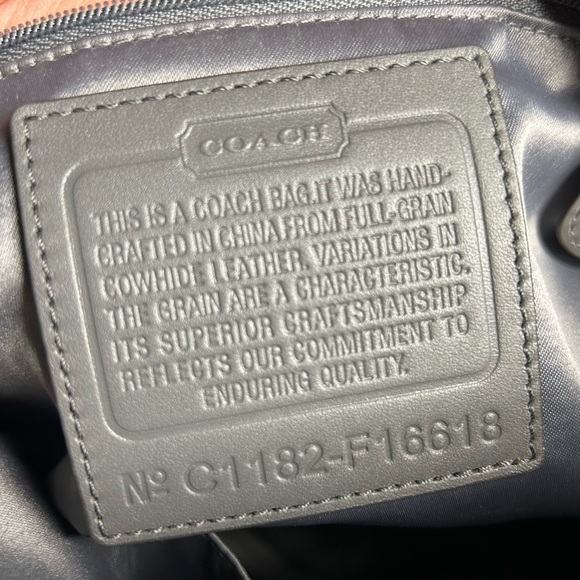 COACH
THIS IS A COACH BAG.IT WAS HAND-
CRAFTED IN CHINA FROM FULL-GRAIN
COWHIDE LEATHER. VARIATIONS IN
THE GRAIN ARE A CHARACTERISTIC.
ITS SUPERIOR CRAFTSMANSHIP
REFLECTS OUR COMMITMENT TO
ENDURING QUALITY.
Nº C1182-F16618